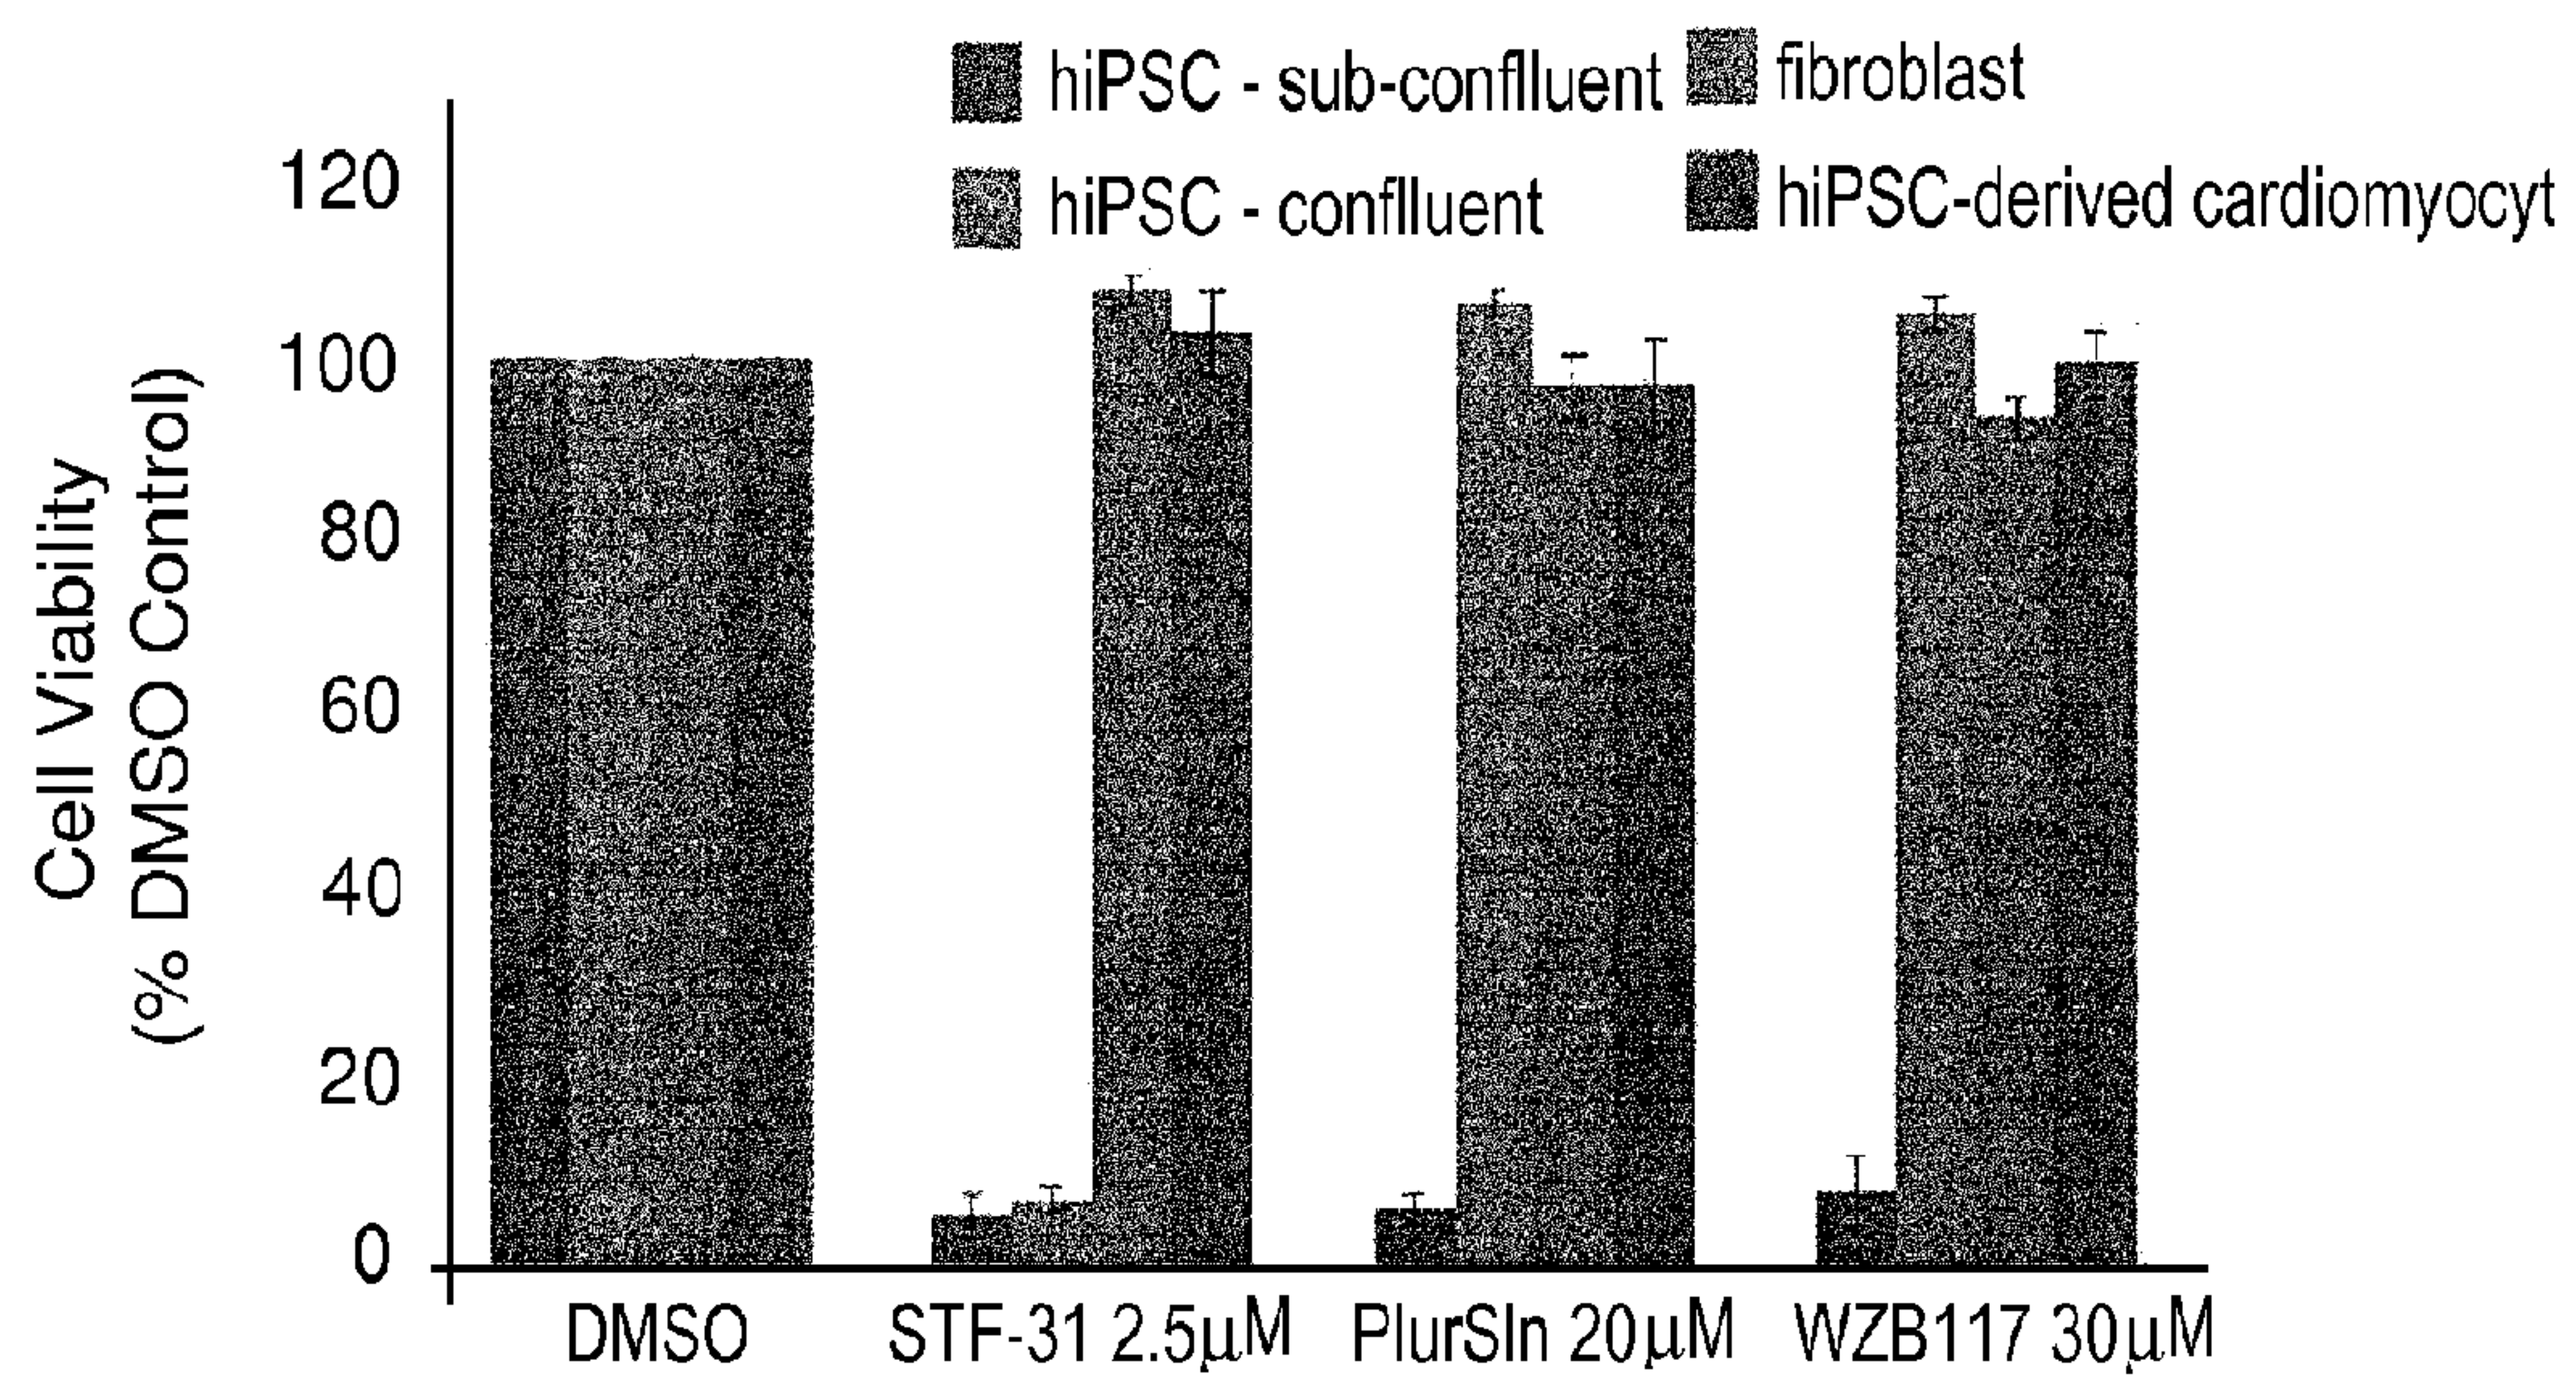 hiPSC - sub-conflluent
fibroblast
hiPSC - conflluent
hiPSC-derived cardiomyocyt
Cell Viability
(% DMSO Control)
120
100
80
60
40
20
0
DMSO
STF-31 2.5µM
PlurSIn 20µM
WZB117 30µM